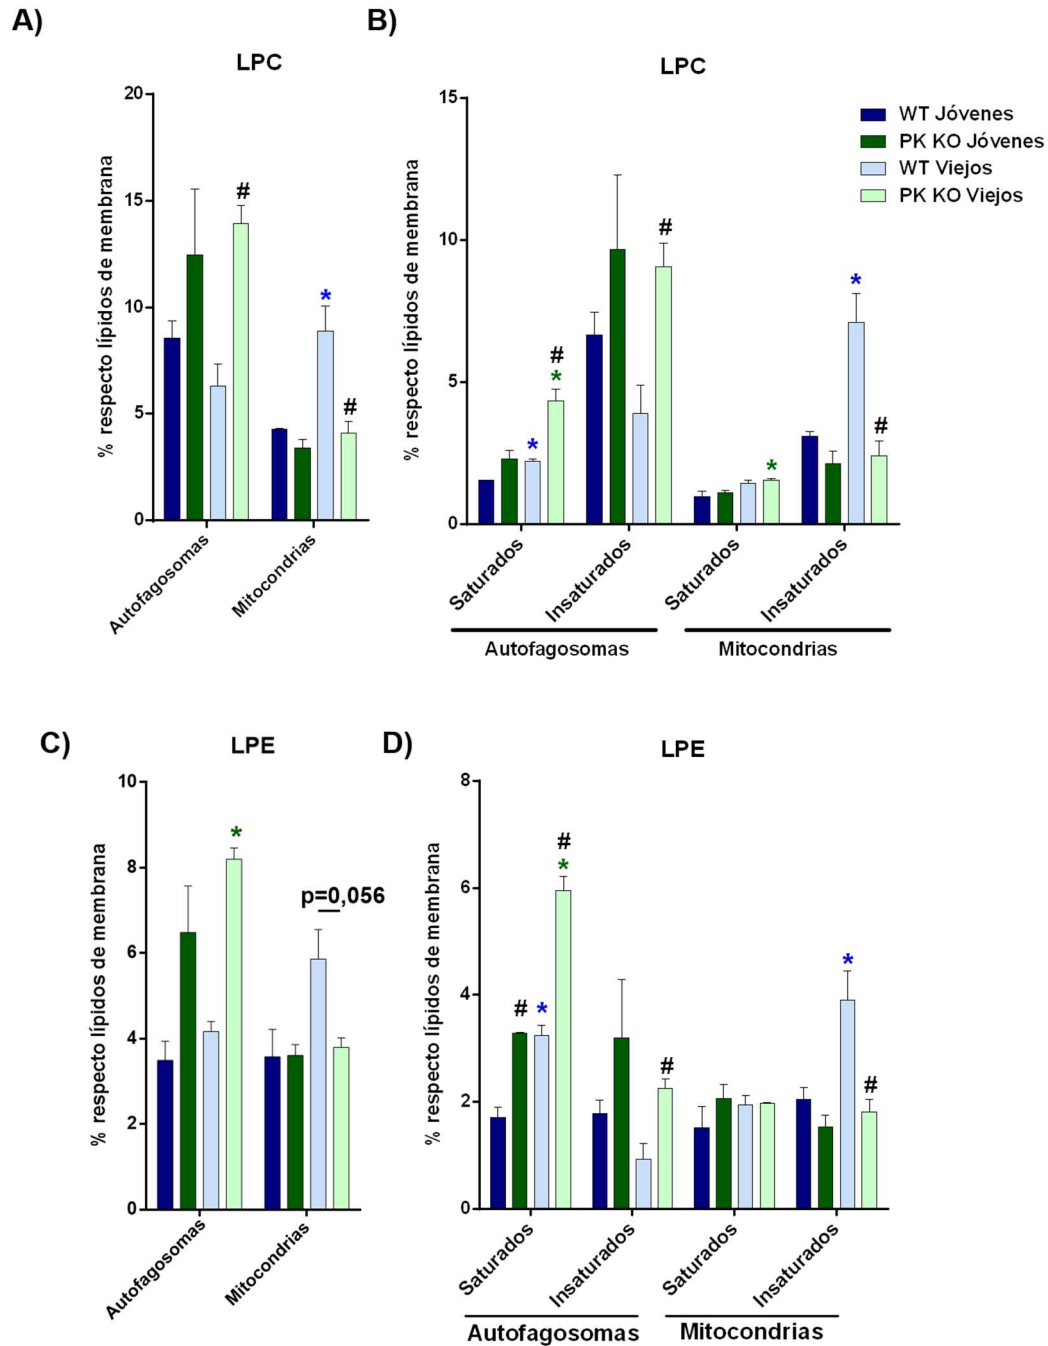 A)
LPC
% respecto lípidos de membrana
20
15
10
5
0
#
*
#
Autofagosomas
Mitocondrias
B)
LPC
% respecto lípidos de membrana
15
10
5
0
WT Jóvenes
PK KO Jóvenes
WT Viejos
PK KO Viejos
*
#
*
#
*
*
#
Saturados
Insaturados
Saturados
Insaturados
Autofagosomas
Mitocondrias
C)
LPE
% respecto lípidos de membrana
10
8
6
4
2
0
*
p=0,056
Autofagosomas
Mitocondrias
D)
LPE
% respecto lípidos de membrana
8
6
4
2
0
#
*
#
*
#
*
#
Saturados
Insaturados
Saturados
Insaturados
Autofagosomas
Mitocondrias